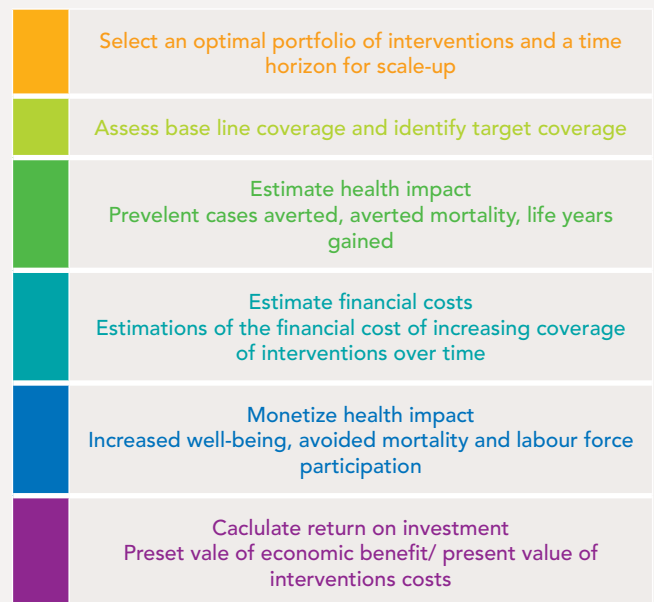 Select an optimal portfolio of interventions and a time
horizon for scale-up
Assess base line coverage and identify target coverage
Estimate health impact
Prevelent cases averted, averted mortality, life years
gained
Estimate financial costs
Estimations of the financial cost of increasing coverage
of interventions over time
Monetize health impact
Increased well-being, avoided mortality and labour force
participation
Caclulate return on investment
Preset vale of economic benefit/ present value of
interventions costs